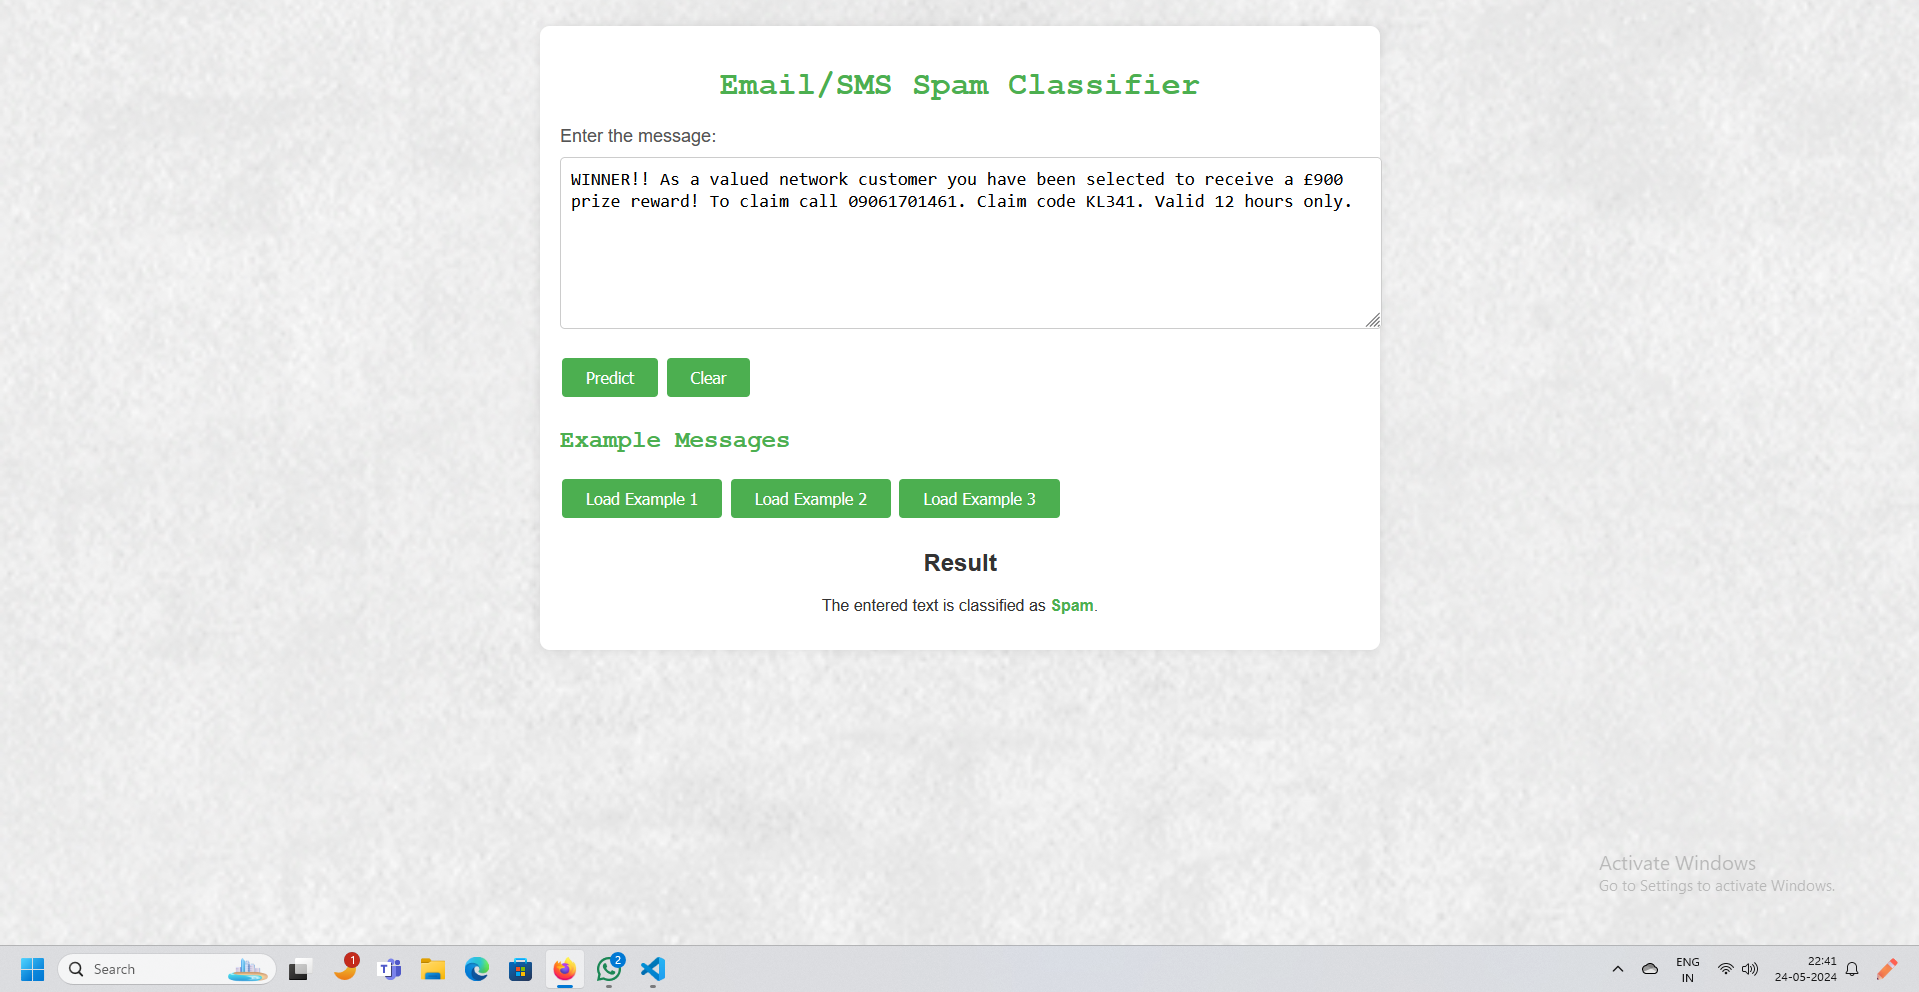 Email/SMS Spam Classifier
Enter the message:
WINNER!! As a valued network customer you have been selected to receive a £900
prize reward! To claim call 09061701461. Claim code KL341. Valid 12 hours only.
Predict Clear
Example Messages
Load Example 1 Load Example 2 Load Example 3
Result
The entered text is classified as Spam.
Activate Windows
Go to Settings to activate Windows.
Search 1 T 2 ENG 22:41
IN 24-05-2024